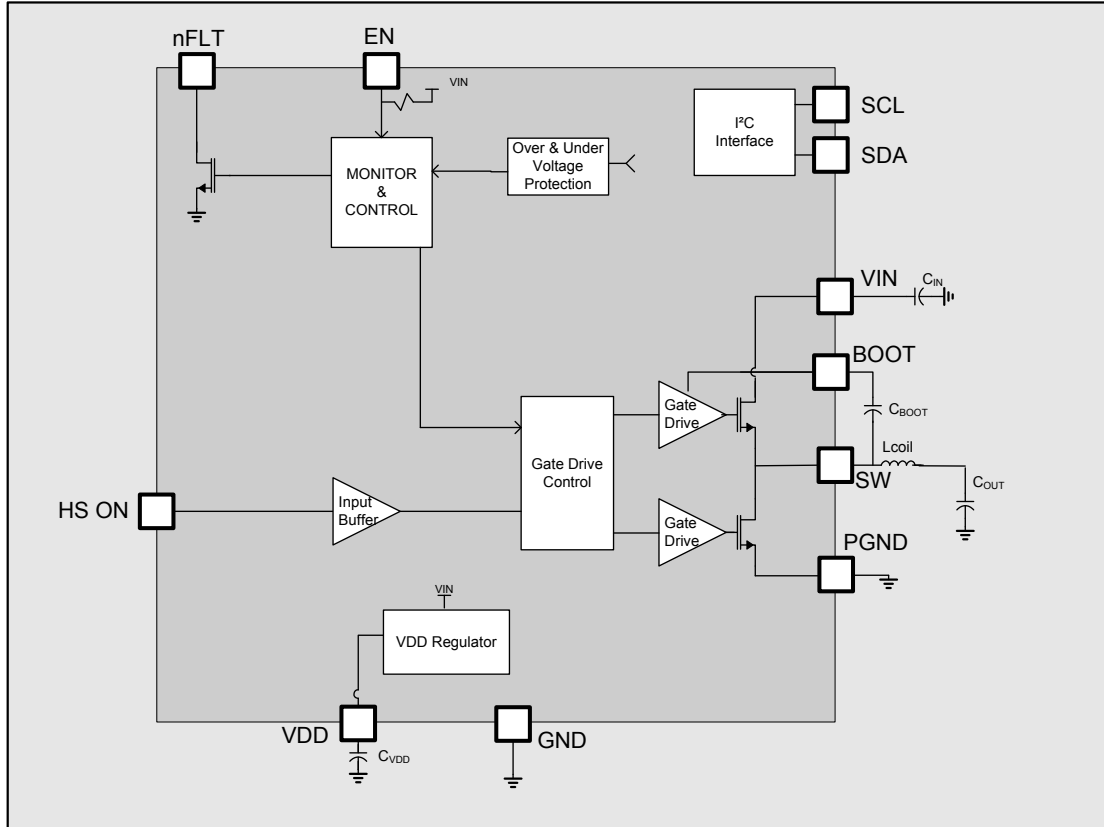 nFLT
EN
VIN
SCL
I²C
Interface
SDA
Over & Under
Voltage
Protection
MONITOR
&
CONTROL
VIN
CIN
BOOT
Gate
Drive
CBOOT
Lcoil
SW
COUT
Gate Drive
Control
HS ON
Input
Buffer
Gate
Drive
PGND
VIN
VDD Regulator
VDD
CVDD
GND